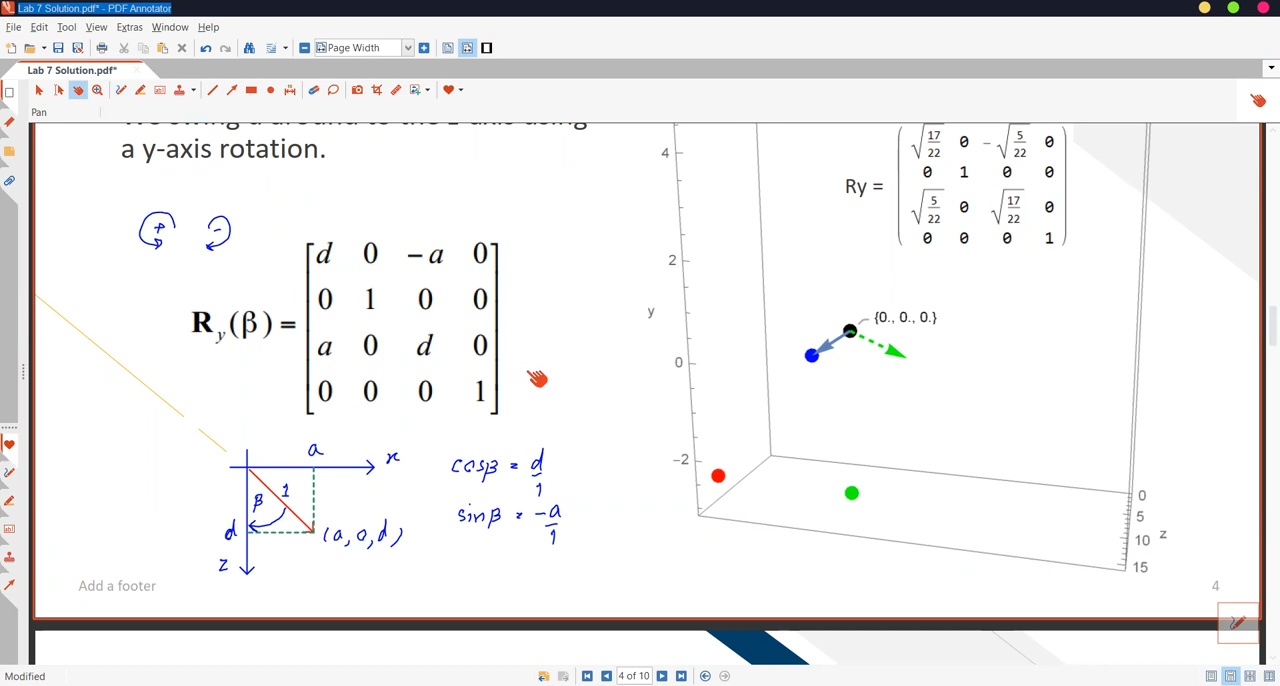 Lab 7 Solution.pdf* - PDF Annotator
File Edit Tool View Extras Window Help
Page Width
Lab 7 Solution.pdf*
Pan
a y-axis rotation.
+ -
R_y(β) =
d 0 -a 0
0 1 0 0
a 0 d 0
0 0 0 1
a
x
β 1
d
(a, 0, d)
z
cosβ = d/1
sinβ = -a/1
Add a footer
Ry =
√17/22 0 -√5/22 0
0 1 0 0
√5/22 0 √17/22 0
0 0 0 1
4
2
y
0
-2
{0., 0., 0.}
0
5
10 z
15
4
Modified
4 of 10